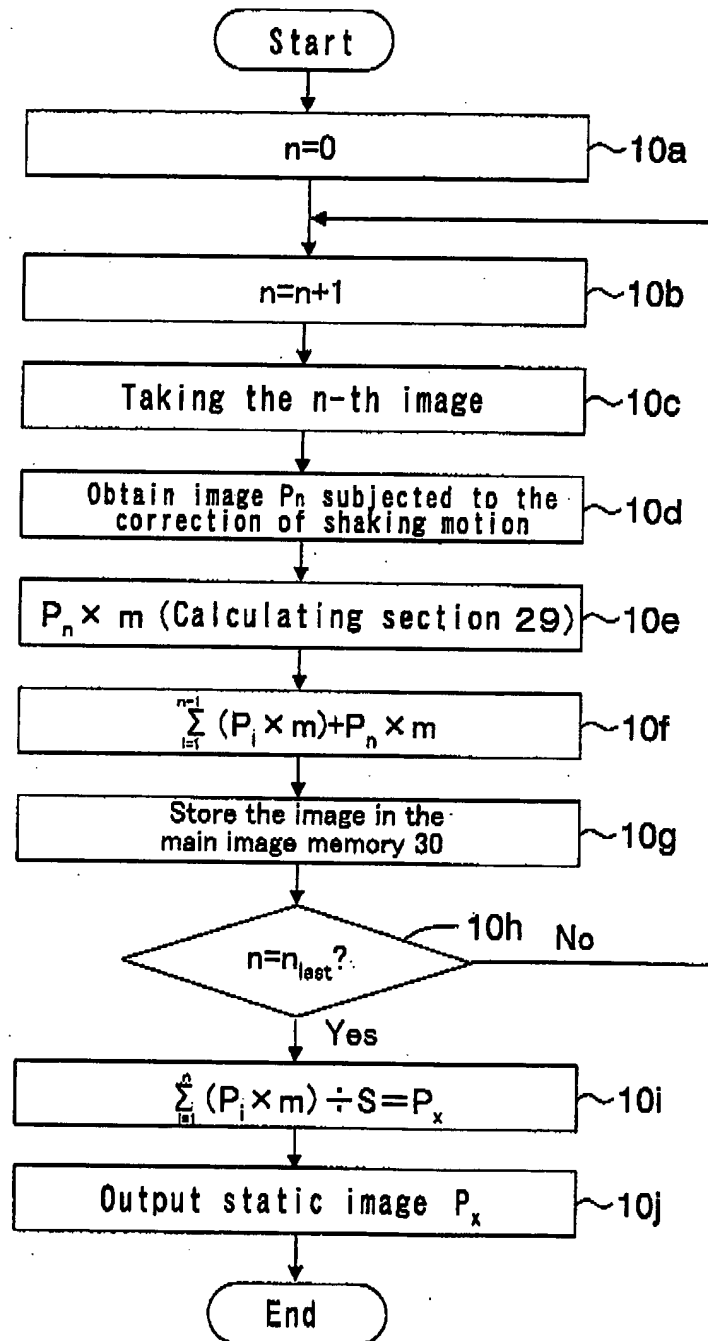 Start
n=0
10a
n=n+1
10b
Taking the n-th image
10c
Obtain image Pn subjected to the
correction of shaking motion
10d
Pn × m (Calculating section 29)
10e
n-1
Σ (Pi × m)+Pn × m
i=1
10f
Store the image in the
main image memory 30
10g
10h
No
n=nlast?
Yes
n
Σ (Pi × m) ÷ S=Px
i=1
10i
Output static image Px
10j
End